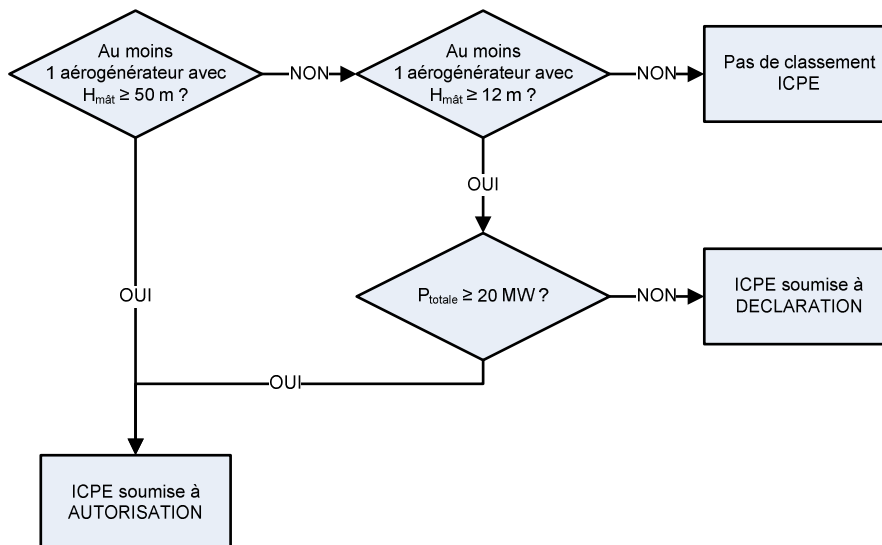 Au moins
1 aérogénérateur avec
Hmât ≥ 50 m ?
NON
Au moins
1 aérogénérateur avec
Hmât ≥ 12 m ?
NON
Pas de classement
ICPE
OUI
OUI
Ptotale ≥ 20 MW ?
NON
ICPE soumise à
DECLARATION
OUI
ICPE soumise à
AUTORISATION